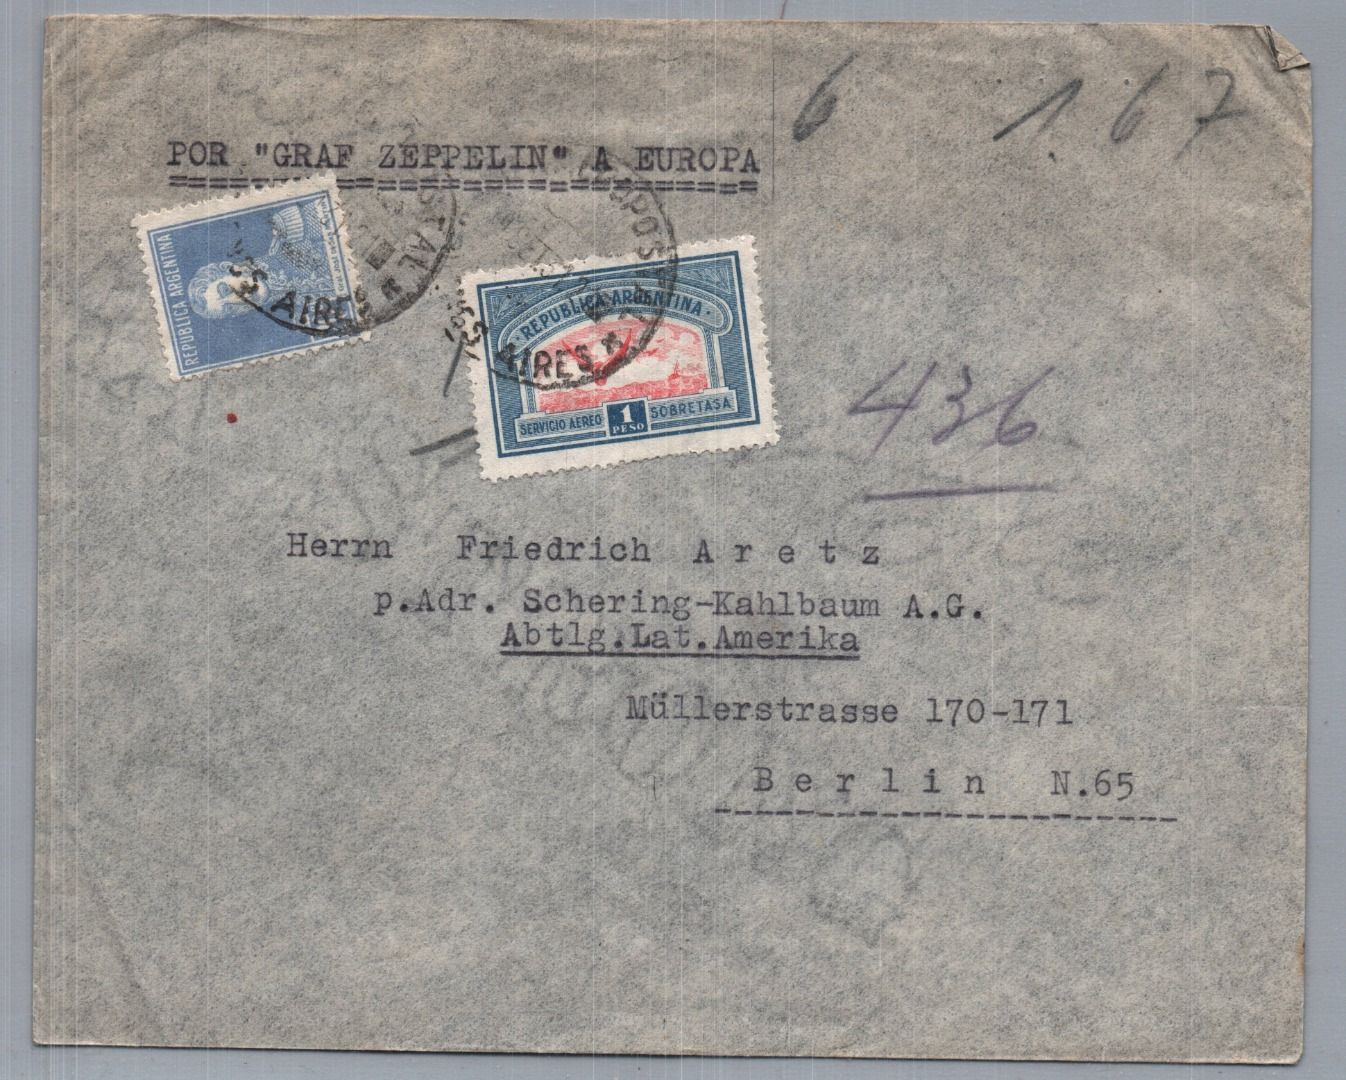 6 1.67
POR "GRAF ZEPPELIN" A EUROPA
REPUBLICA ARGENTINA
BS AIRES
REPUBLICA ARGENTINA
SERVICIO AEREO 1 PESO SOBRETASA
AIRES
436
Herrn Friedrich Aretz
p.Adr. Schering-Kahlbaum A.G.
Abtlg.Lat.Amerika
Müllerstrasse 170-171
Berlin N.65